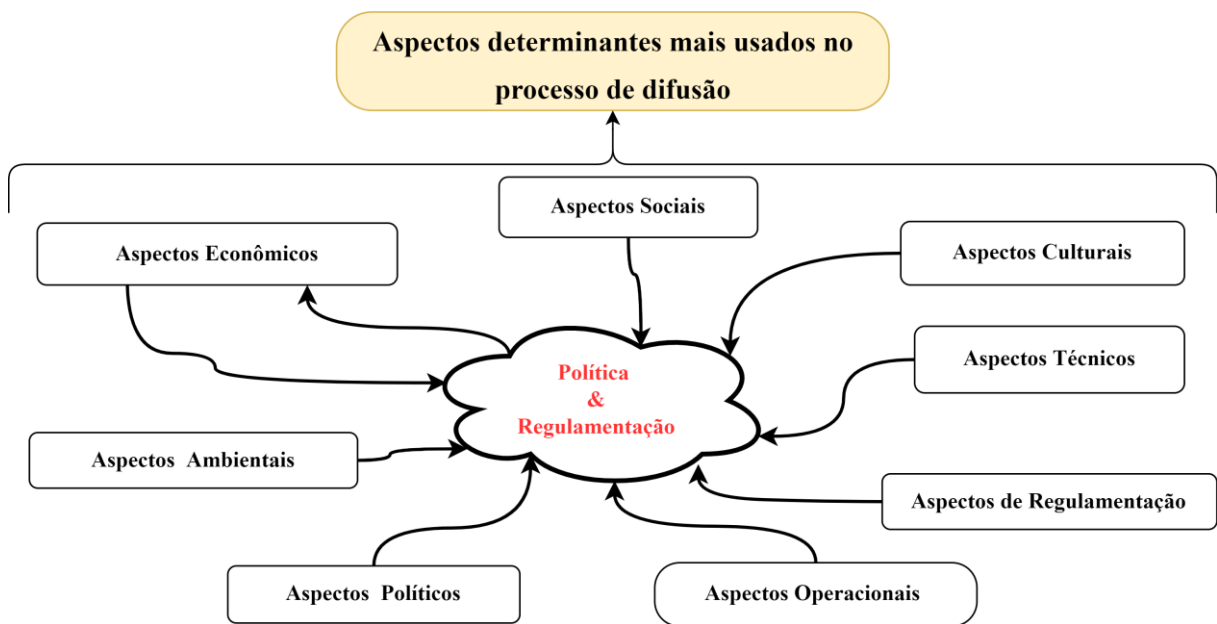 Aspectos determinantes mais usados no
processo de difusão
Aspectos Sociais
Aspectos Econômicos
Aspectos Culturais
Política
&
Regulamentação
Aspectos Técnicos
Aspectos Ambientais
Aspectos de Regulamentação
Aspectos Políticos
Aspectos Operacionais